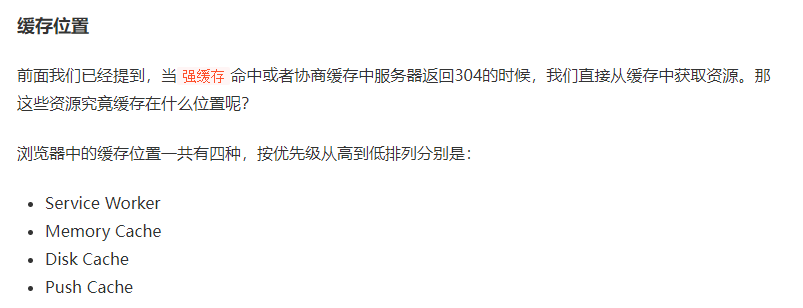 缓存位置
前面我们已经提到，当 强缓存 命中或者协商缓存中服务器返回304的时候，我们直接从缓存中获取资源。那
这些资源究竟缓存在什么位置呢？
浏览器中的缓存位置一共有四种，按优先级从高到低排列分别是：
• Service Worker
• Memory Cache
• Disk Cache
• Push Cache